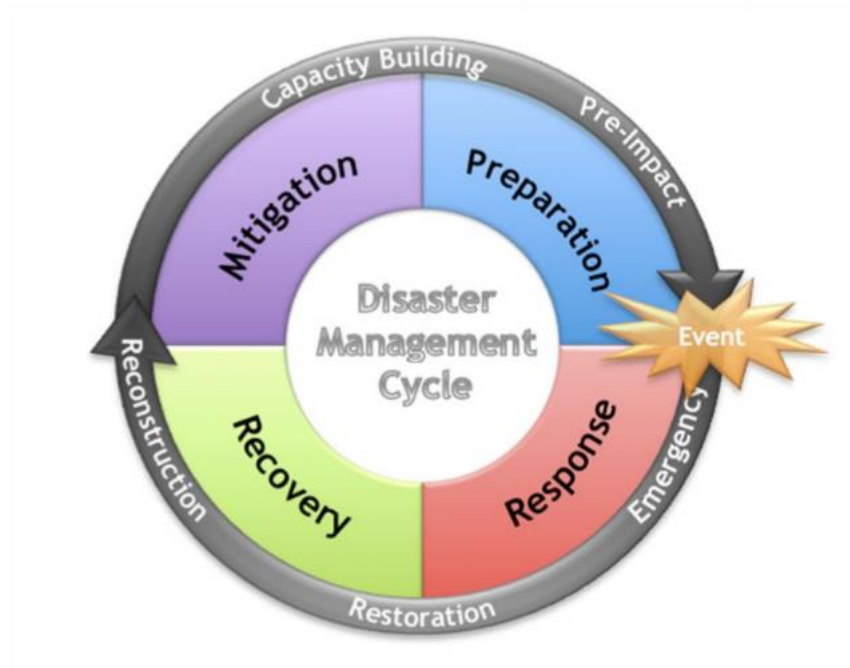 Capacity Building
Pre-Impact
Mitigation
Preparation
Disaster
Management
Cycle
Event
Reconstruction
Recovery
Response
Emergency
Restoration